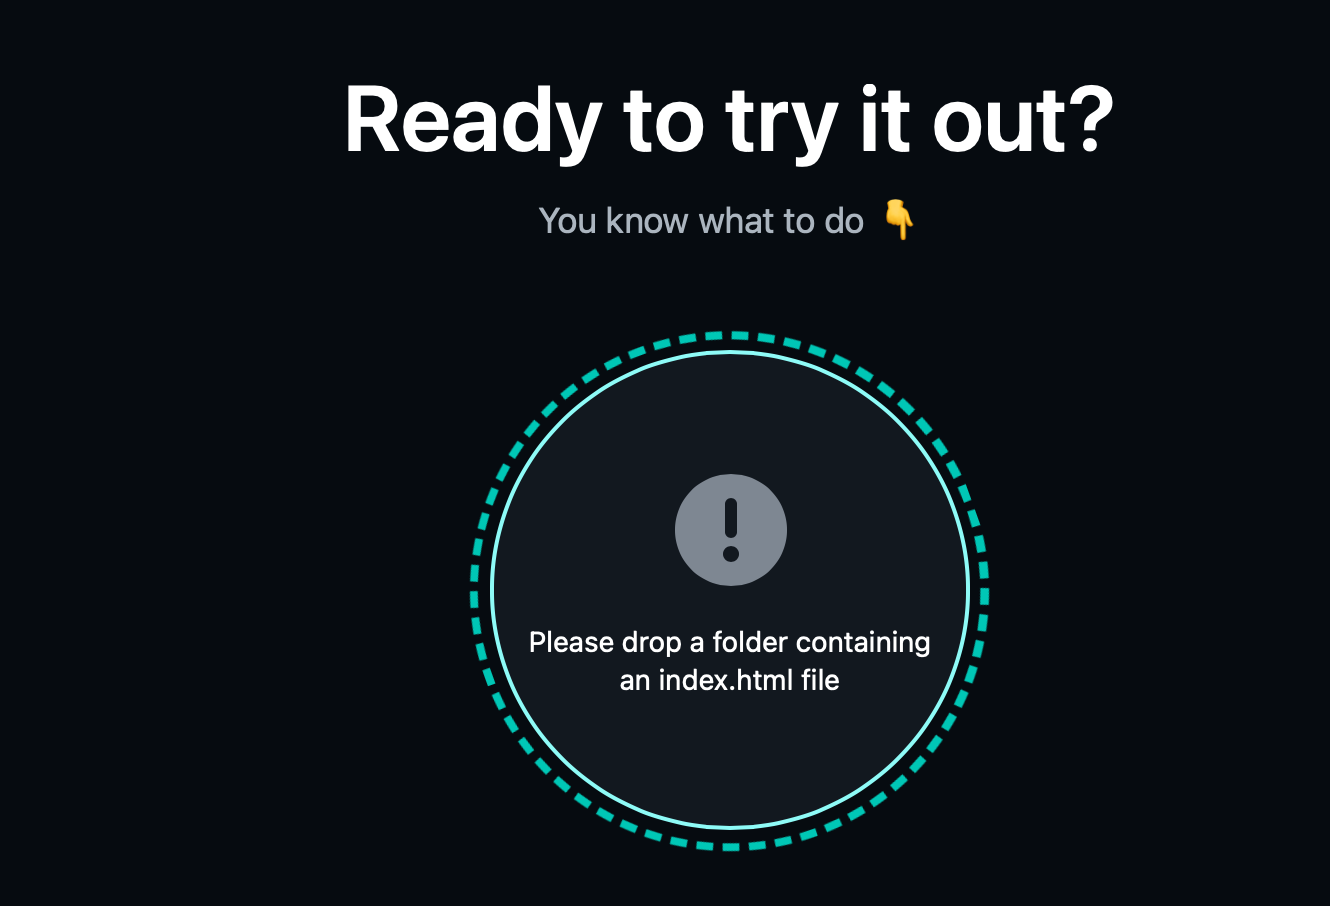 Ready to try it out?
You know what to do 👇
Please drop a folder containing
an index.html file